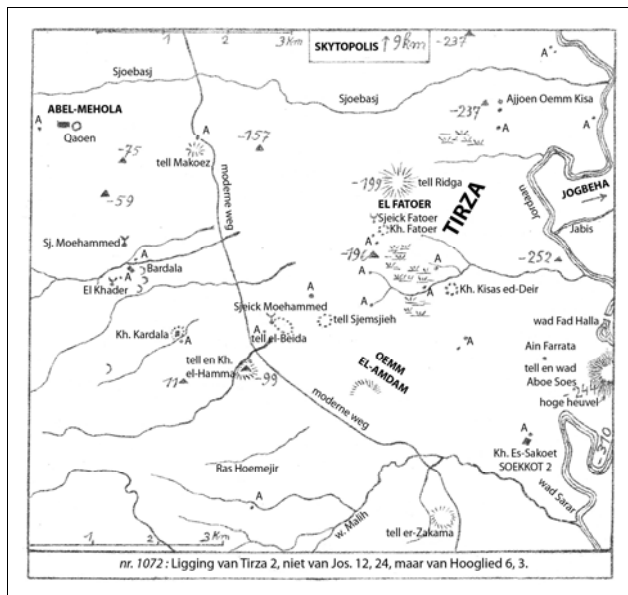 1 2 3 Km
SKYTOPOLIS ↑ 9km
-237
A
Sjoebasj
Sjoebasj
ABEL-MEHOLA
A
Qaoen
-75
-59
A
tell Makoez
-157
-237
Ajjoen Oemm Kisa
A
moderne weg
-199
tell Ridga
EL FATOER
TIRZA
Sjeick Fatoer
Kh. Fatoer
A
-196
Jordaan
JOGBEHA
Jabis
-252
Sj. Moehammed
Bardala
A
El Khader
A
A
A
Kh. Kisas ed-Deir
Sjeick Moehammed
A
tell Sjemsjieh
Kh. Kardala
A
A
tell el-Beida
tell en Kh.
el-Hamma
-99
11
OEMM
EL-AMDAM
moderne weg
A
wad Fad Halla
Ain Farrata
tell en wad
Aboe Soes
-244
hoge heuvel
A
Kh. Es-Sakoet
SOEKKOT 2
wad Sarar
Ras Hoemejir
A
w. Malih
tell er-Zakama
1 2 3 Km
nr. 1072 : Ligging van Tirza 2, niet van Jos. 12, 24, maar van Hooglied 6, 3.